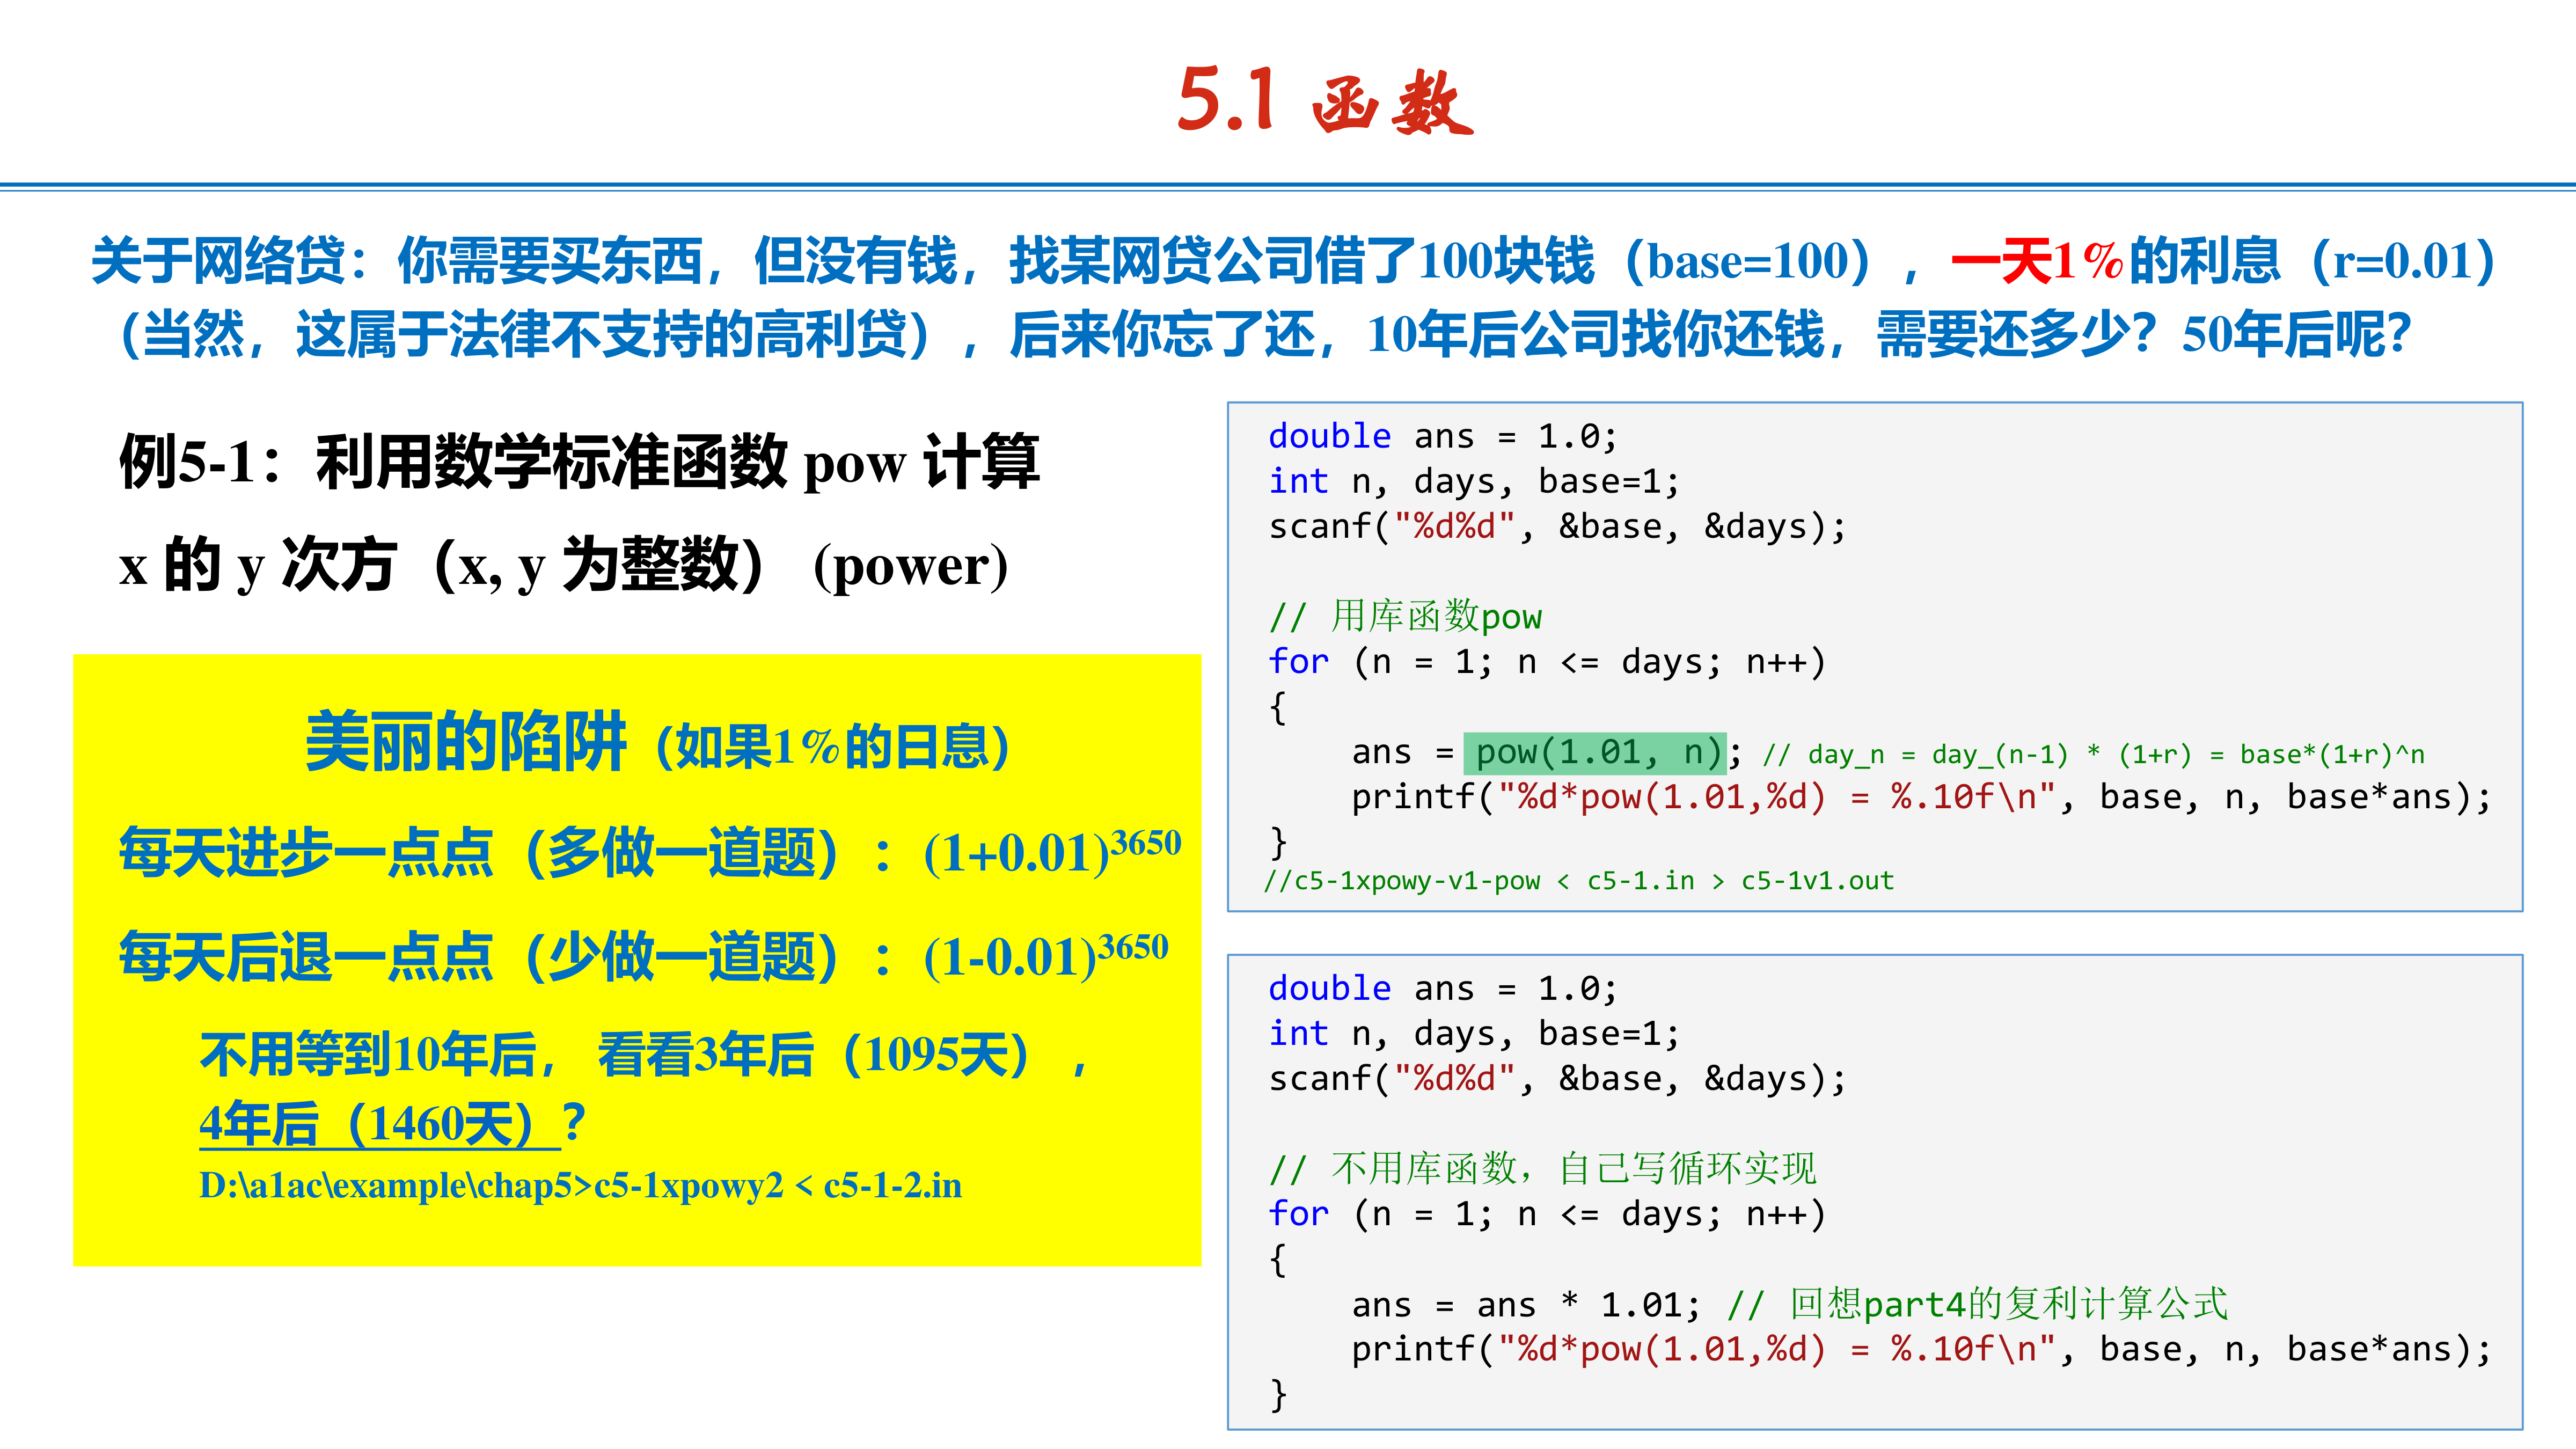 5.1 函数
关于网络贷：你需要买东西，但没有钱，找某网贷公司借了100块钱（base=100），一天1%的利息（r=0.01）
（当然，这属于法律不支持的高利贷），后来你忘了还，10年后公司找你还钱，需要还多少？50年后呢？
例5-1：利用数学标准函数 pow 计算
x 的 y 次方（x, y 为整数） (power)
美丽的陷阱（如果1%的日息）
每天进步一点点（多做一道题）：(1+0.01)³⁶⁵⁰
每天后退一点点（少做一道题）：(1-0.01)³⁶⁵⁰
不用等到10年后， 看看3年后（1095天），
4年后（1460天）？
D:\a1ac\example\chap5>c5-1xpowy2 < c5-1-2.in
double ans = 1.0;
int n, days, base=1;
scanf("%d%d", &base, &days);
// 用库函数pow
for (n = 1; n <= days; n++)
{
    ans = pow(1.01, n); // day_n = day_(n-1) * (1+r) = base*(1+r)^n
    printf("%d*pow(1.01,%d) = %.10f\n", base, n, base*ans);
}
//c5-1xpowy-v1-pow < c5-1.in > c5-1v1.out
double ans = 1.0;
int n, days, base=1;
scanf("%d%d", &base, &days);
// 不用库函数，自己写循环实现
for (n = 1; n <= days; n++)
{
    ans = ans * 1.01; // 回想part4的复利计算公式
    printf("%d*pow(1.01,%d) = %.10f\n", base, n, base*ans);
}